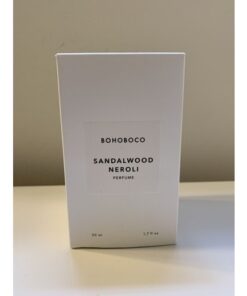 BOHOBOCO
SANDALWOOD
NEROLI
PERFUME
50 ml 1,7 fl oz